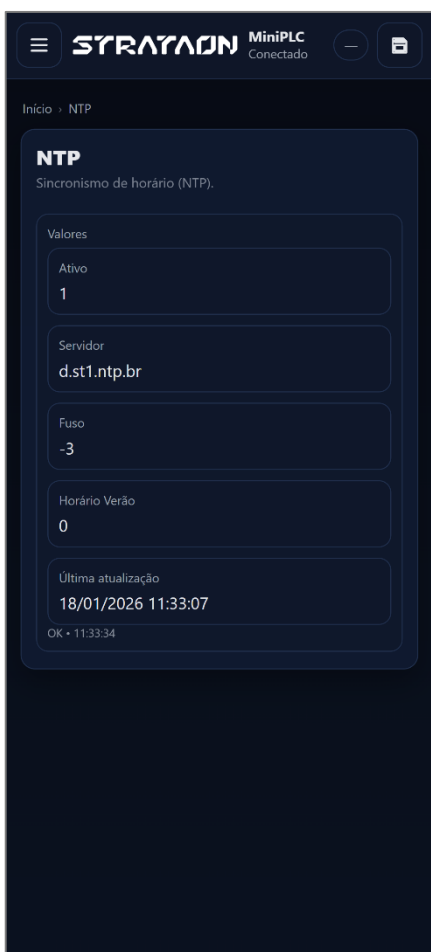 STRATAON
MiniPLC
Conectado
Início › NTP
NTP
Sincronismo de horário (NTP).
Valores
Ativo
1
Servidor
d.st1.ntp.br
Fuso
-3
Horário Verão
0
Última atualização
18/01/2026 11:33:07
OK • 11:33:34